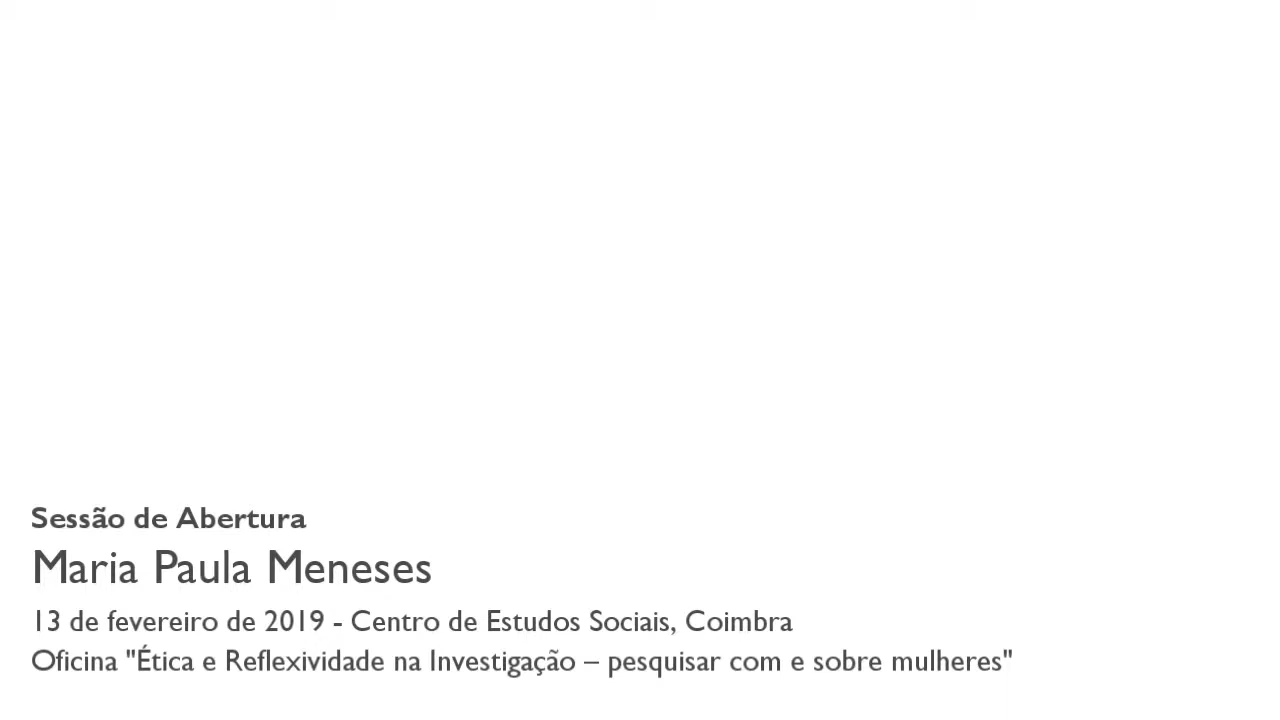 Sessão de Abertura
Maria Paula Meneses
13 de fevereiro de 2019 - Centro de Estudos Sociais, Coimbra
Oficina "Ética e Reflexividade na Investigação – pesquisar com e sobre mulheres"